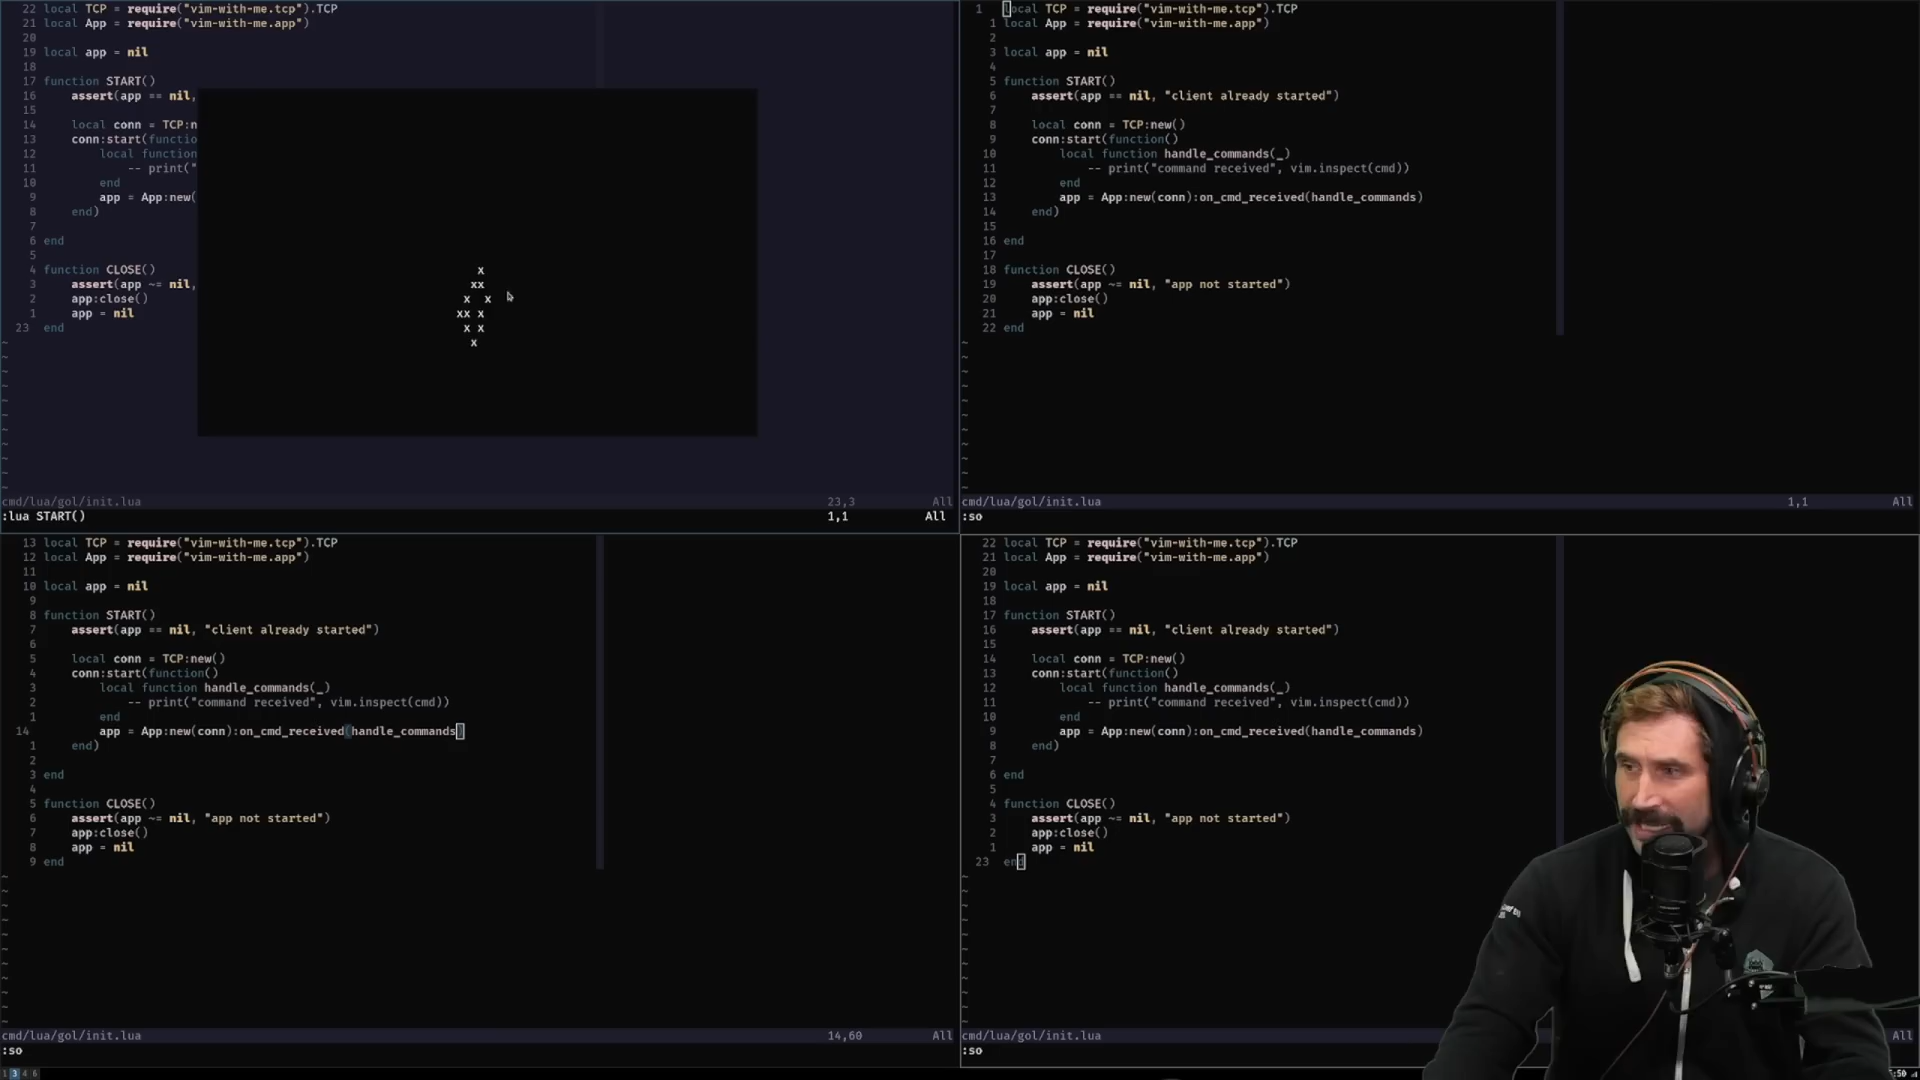 22 local TCP = require("vim-with-me.tcp").TCP
21 local App = require("vim-with-me.app")
20
19 local app = nil
18
17 function START()
16 assert(app == nil,
15
14 local conn = TCP:n
13 conn:start(functio
12 local function
11 -- print("
10 end
9 app = App:new(
8 end)
7
6 end
5
4 function CLOSE()
3 assert(app ~= nil,
2 app:close()
1 app = nil
23 end
~
~
~
~
~
~
~
~
~
~
x
xx
x x
xx x
x x
x
cmd/lua/gol/init.lua 23,3 All
:lua START() 1,1 All
1 local TCP = require("vim-with-me.tcp").TCP
1 local App = require("vim-with-me.app")
2
3 local app = nil
4
5 function START()
6 assert(app == nil, "client already started")
7
8 local conn = TCP:new()
9 conn:start(function()
10 local function handle_commands(_)
11 -- print("command received", vim.inspect(cmd))
12 end
13 app = App:new(conn):on_cmd_received(handle_commands)
14 end)
15
16 end
17
18 function CLOSE()
19 assert(app ~= nil, "app not started")
20 app:close()
21 app = nil
22 end
~
~
~
~
~
~
~
~
~
~
~
cmd/lua/gol/init.lua 1,1 All
:so
13 local TCP = require("vim-with-me.tcp").TCP
12 local App = require("vim-with-me.app")
11
10 local app = nil
9
8 function START()
7 assert(app == nil, "client already started")
6
5 local conn = TCP:new()
4 conn:start(function()
3 local function handle_commands(_)
2 -- print("command received", vim.inspect(cmd))
1 end
14 app = App:new(conn):on_cmd_received(handle_commands)
1 end)
2
3 end
4
5 function CLOSE()
6 assert(app ~= nil, "app not started")
7 app:close()
8 app = nil
9 end
~
~
~
~
~
~
~
~
~
~
~
cmd/lua/gol/init.lua 14,60 All
:so
22 local TCP = require("vim-with-me.tcp").TCP
21 local App = require("vim-with-me.app")
20
19 local app = nil
18
17 function START()
16 assert(app == nil, "client already started")
15
14 local conn = TCP:new()
13 conn:start(function()
12 local function handle_commands(_)
11 -- print("command received", vim.inspect(cmd))
10 end
9 app = App:new(conn):on_cmd_received(handle_commands)
8 end)
7
6 end
5
4 function CLOSE()
3 assert(app ~= nil, "app not started")
2 app:close()
1 app = nil
23 end
~
~
~
~
~
~
~
~
~
~
~
cmd/lua/gol/init.lua All
:so
1 3 4 6
:50